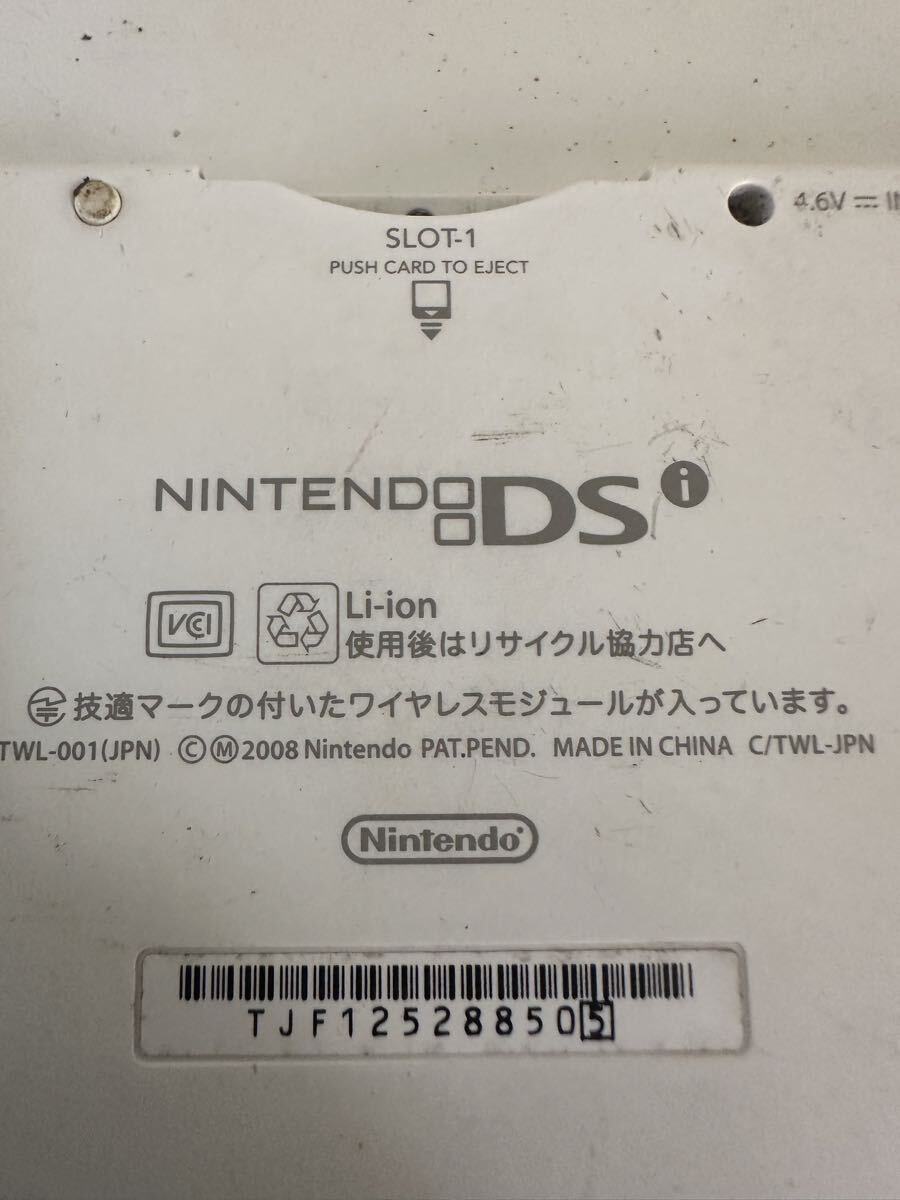 4.6V ⎓ IN
SLOT-1
PUSH CARD TO EJECT
NINTENDO DSi
VCI
Li-ion
使用後はリサイクル協力店へ
技適マークの付いたワイヤレスモジュールが入っています。
TWL-001(JPN) ©Ⓜ2008 Nintendo PAT.PEND. MADE IN CHINA C/TWL-JPN
Nintendo®
TJF125288505